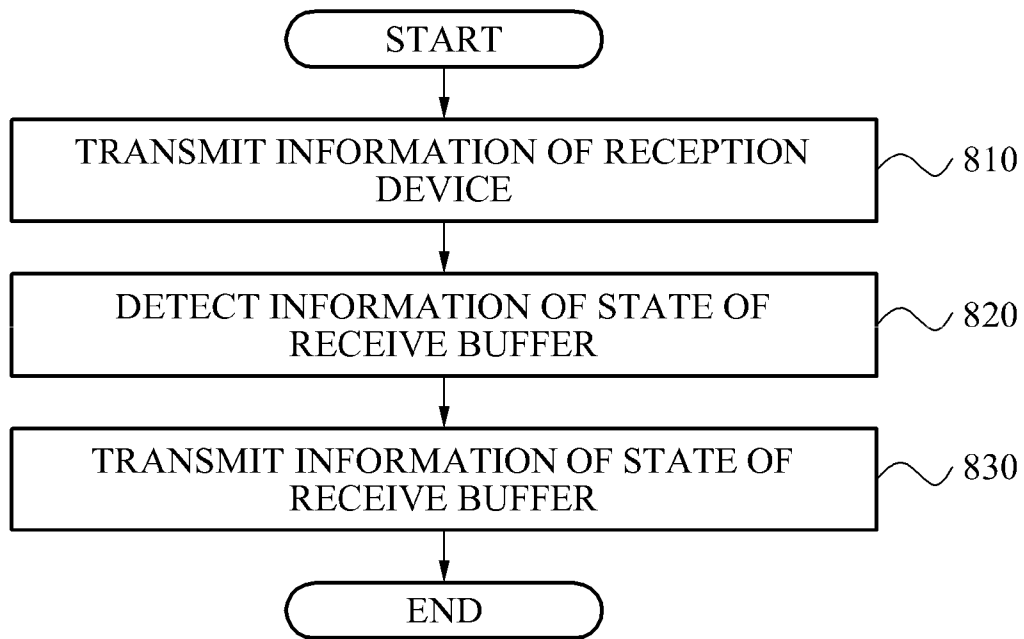 START
TRANSMIT INFORMATION OF RECEPTION
DEVICE
810
DETECT INFORMATION OF STATE OF
RECEIVE BUFFER
820
TRANSMIT INFORMATION OF STATE OF
RECEIVE BUFFER
830
END